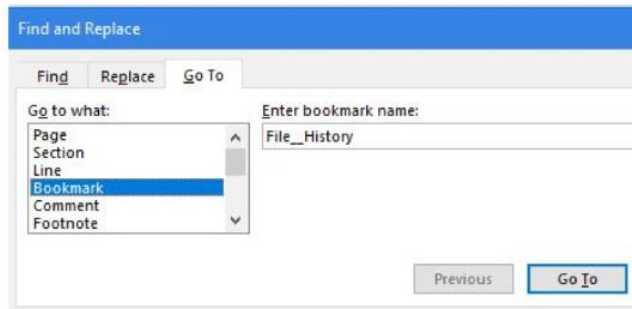 Find and Replace
Find Replace Go To
Go to what: Enter bookmark name:
Page File__History
Section
Line
Bookmark
Comment
Footnote
Previous Go To